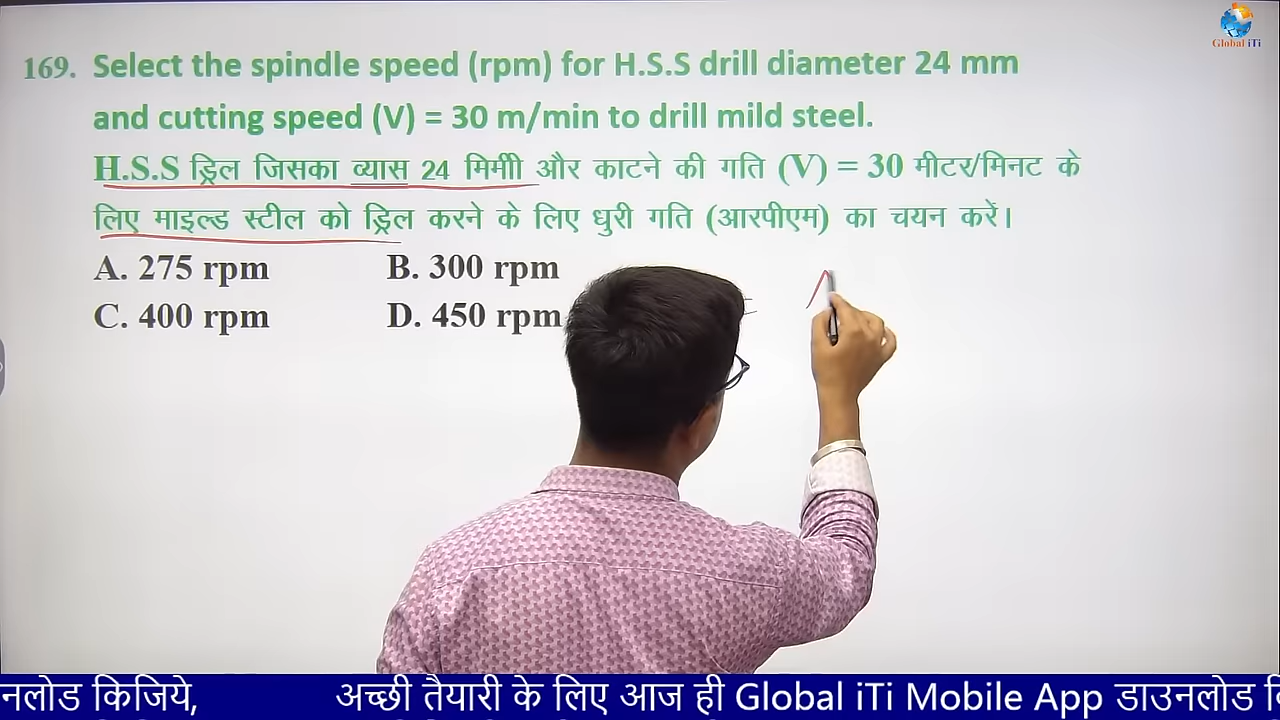 Global iTi
169. Select the spindle speed (rpm) for H.S.S drill diameter 24 mm
and cutting speed (V) = 30 m/min to drill mild steel.
H.S.S ड्रिल जिसका व्यास 24 मिमीी और काटने की गति (V) = 30 मीटर/मिनट के
लिए माइल्ड स्टील को ड्रिल करने के लिए धुरी गति (आरपीएम) का चयन करें।
A. 275 rpm B. 300 rpm
C. 400 rpm D. 450 rpm
नलोड किजिये, अच्छी तैयारी के लिए आज ही Global iTi Mobile App डाउनलोड